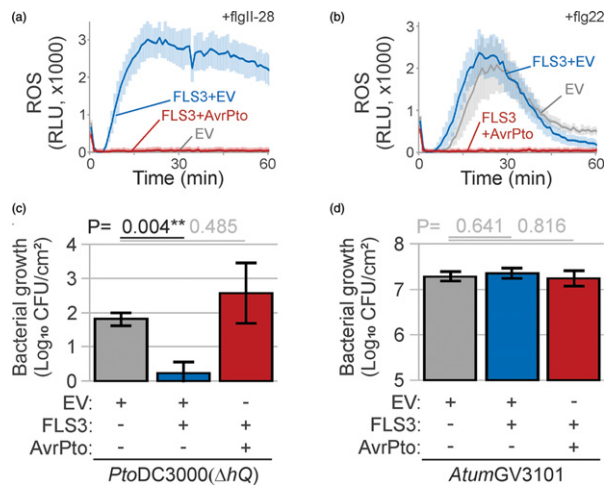 (a)
+flgII-28
ROS
(RLU, x1000)
4
3
2
1
0
FLS3+EV
FLS3+AvrPto
EV
0 30 60
Time (min)
(b)
+flg22
ROS
(RLU, x1000)
3
2
1
0
FLS3+EV
EV
FLS3
+AvrPto
0 30 60
Time (min)
(c)
P= 0.004** 0.485
Bacterial growth
(Log₁₀ CFU/cm²)
4
3
2
1
0
EV: + + -
FLS3: - + +
AvrPto: - - +
PtoDC3000(ΔhQ)
(d)
P= 0.641 0.816
Bacterial growth
(Log₁₀ CFU/cm²)
8
7
6
5
EV: + + -
FLS3: - + +
AvrPto: - - +
AtumGV3101